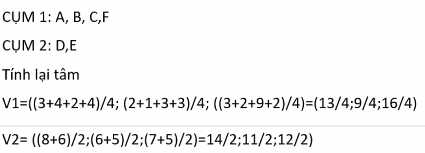 CỤM 1: A, B, C,F
CỤM 2: D,E
Tính lại tâm
V1=((3+4+2+4)/4; (2+1+3+3)/4; ((3+2+9+2)/4)=(13/4;9/4;16/4)
V2= ((8+6)/2;(6+5)/2;(7+5)/2)=14/2;11/2;12/2)